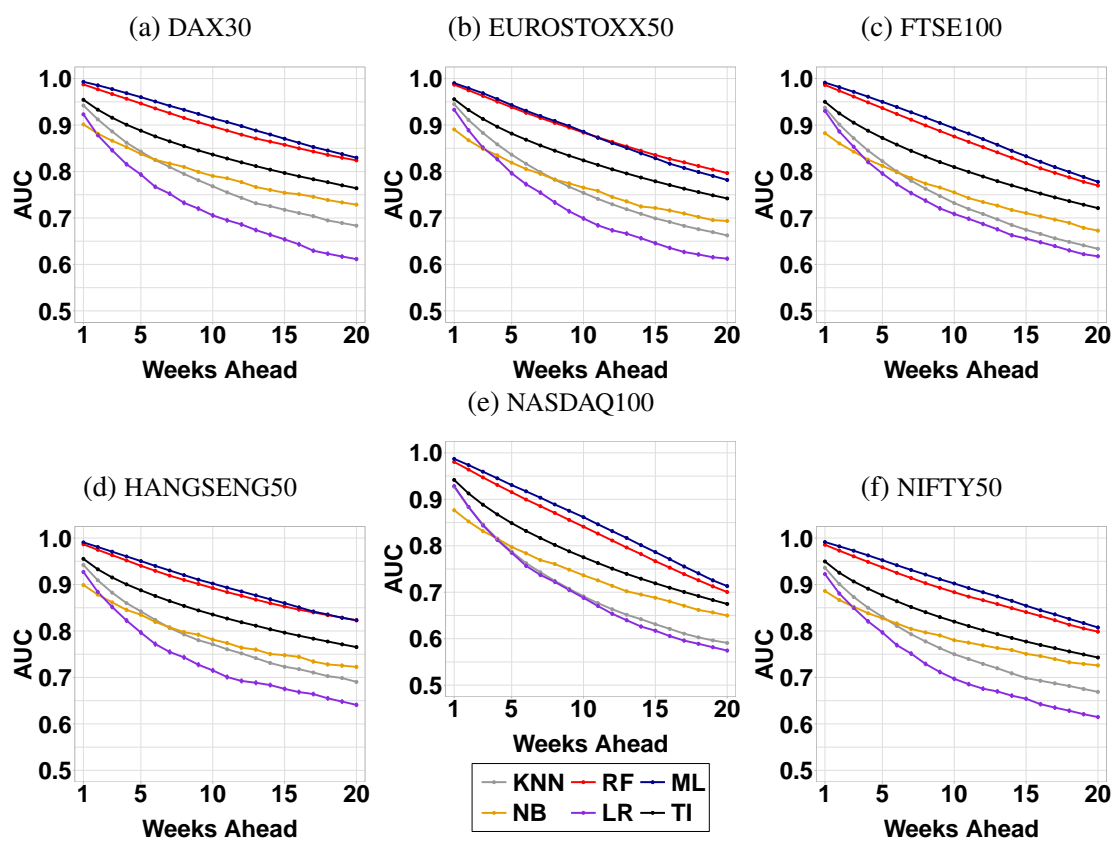 (a) DAX30
(b) EUROSTOXX50
(c) FTSE100
AUC
1.0
0.9
0.8
0.7
0.6
0.5
1 5 10 15 20
Weeks Ahead
AUC
1.0
0.9
0.8
0.7
0.6
0.5
1 5 10 15 20
Weeks Ahead
AUC
1.0
0.9
0.8
0.7
0.6
0.5
1 5 10 15 20
Weeks Ahead
(d) HANGSENG50
(e) NASDAQ100
(f) NIFTY50
AUC
1.0
0.9
0.8
0.7
0.6
0.5
1 5 10 15 20
Weeks Ahead
AUC
1.0
0.9
0.8
0.7
0.6
0.5
1 5 10 15 20
Weeks Ahead
AUC
1.0
0.9
0.8
0.7
0.6
0.5
1 5 10 15 20
Weeks Ahead
KNN RF ML
NB LR TI